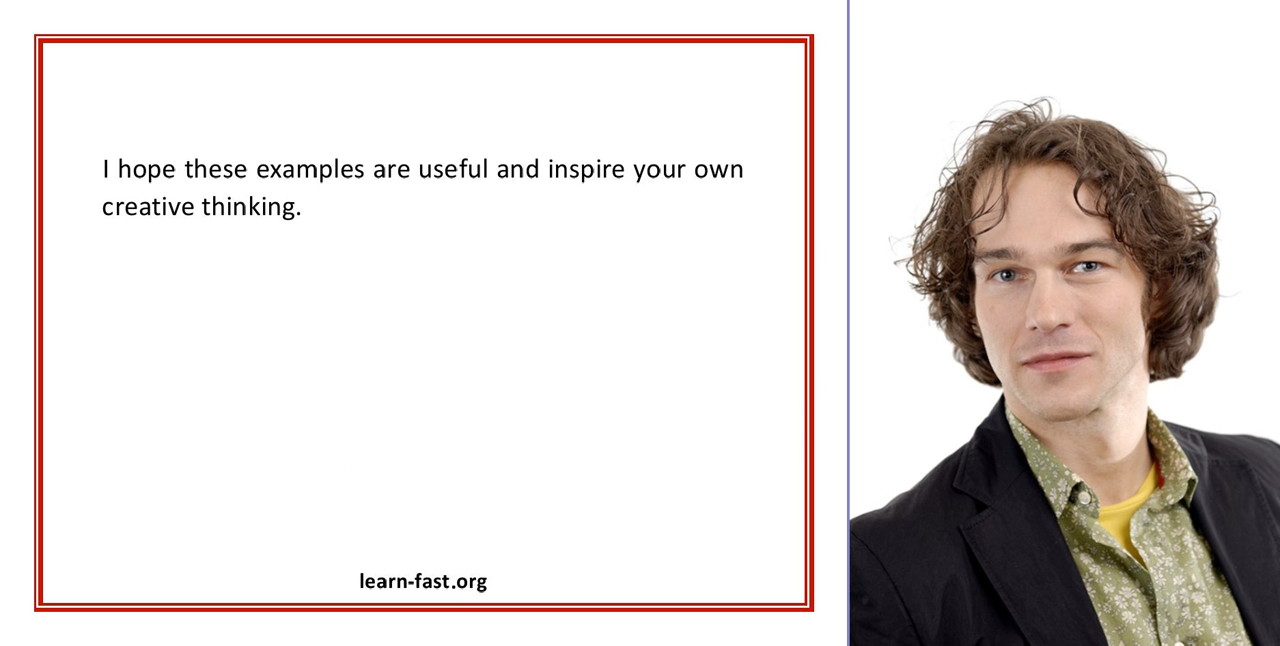 I hope these examples are useful and inspire your own
creative thinking.
learn-fast.org